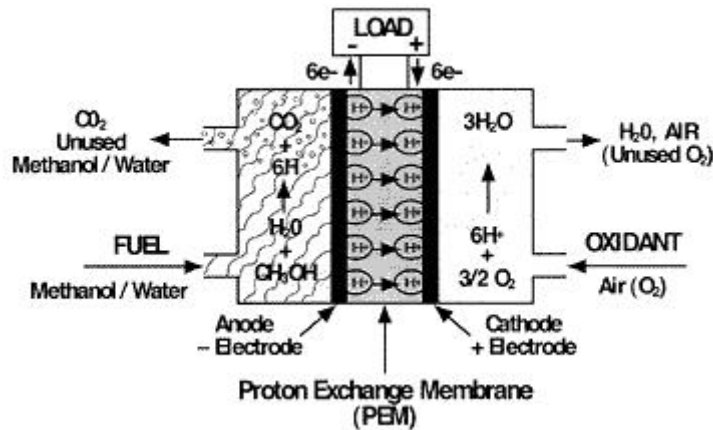 LOAD
- +
6e- 6e-
CO₂
Unused
Methanol / Water
CO₂
+
6H
H₂0
+
CH₃OH
FUEL
Methanol / Water
H+ H+
H+ H+
H+ H+
H+ H+
H+ H+
H+ H+
3H₂O
6H+
+
3/2 O₂
H₂0, AIR
(Unused O₂)
OXIDANT
Air (O₂)
Anode
– Electrode
Cathode
+ Electrode
Proton Exchange Membrane
(PEM)